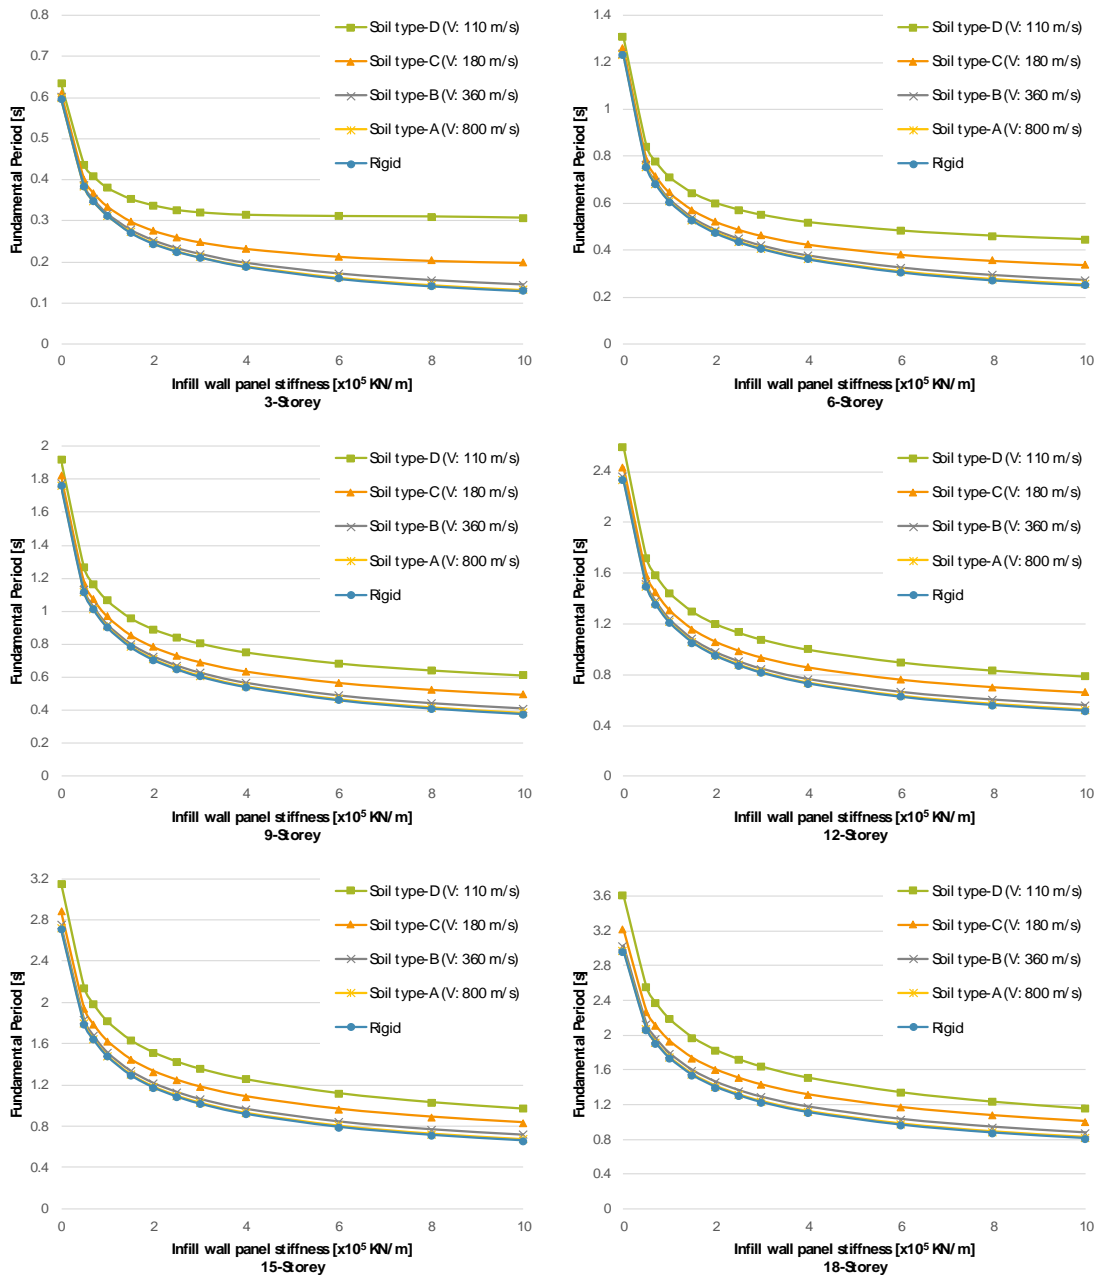 0.8
0.7
0.6
0.5
0.4
0.3
0.2
0.1
0
Fundamental Period [s]
Soil type-D (V: 110 m/s)
Soil type-C (V: 180 m/s)
Soil type-B (V: 360 m/s)
Soil type-A (V: 800 m/s)
Rigid
0 2 4 6 8 10
Infill wall panel stiffness [x10⁵ KN/m]
3-Storey
1.4
1.2
1
0.8
0.6
0.4
0.2
0
Fundamental Period [s]
Soil type-D (V: 110 m/s)
Soil type-C (V: 180 m/s)
Soil type-B (V: 360 m/s)
Soil type-A (V: 800 m/s)
Rigid
0 2 4 6 8 10
Infill wall panel stiffness [x10⁵ KN/m]
6-Storey
2
1.8
1.6
1.4
1.2
1
0.8
0.6
0.4
0.2
0
Fundamental Period [s]
Soil type-D (V: 110 m/s)
Soil type-C (V: 180 m/s)
Soil type-B (V: 360 m/s)
Soil type-A (V: 800 m/s)
Rigid
0 2 4 6 8 10
Infill wall panel stiffness [x10⁵ KN/m]
9-Storey
2.4
2
1.6
1.2
0.8
0.4
0
Fundamental Period [s]
Soil type-D (V: 110 m/s)
Soil type-C (V: 180 m/s)
Soil type-B (V: 360 m/s)
Soil type-A (V: 800 m/s)
Rigid
0 2 4 6 8 10
Infill wall panel stiffness [x10⁵ KN/m]
12-Storey
3.2
2.8
2.4
2
1.6
1.2
0.8
0.4
0
Fundamental Period [s]
Soil type-D (V: 110 m/s)
Soil type-C (V: 180 m/s)
Soil type-B (V: 360 m/s)
Soil type-A (V: 800 m/s)
Rigid
0 2 4 6 8 10
Infill wall panel stiffness [x10⁵ KN/m]
15-Storey
3.6
3.2
2.8
2.4
2
1.6
1.2
0.8
0.4
0
Fundamental Period [s]
Soil type-D (V: 110 m/s)
Soil type-C (V: 180 m/s)
Soil type-B (V: 360 m/s)
Soil type-A (V: 800 m/s)
Rigid
0 2 4 6 8 10
Infill wall panel stiffness [x10⁵ KN/m]
18-Storey